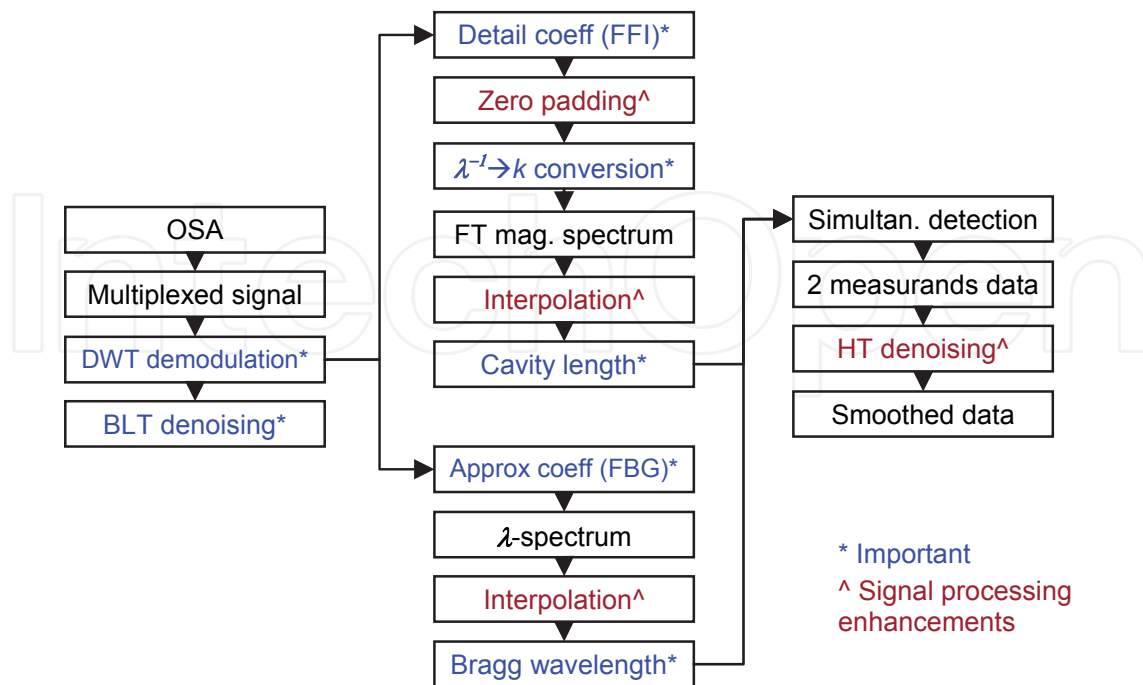 OSA
Multiplexed signal
DWT demodulation*
BLT denoising*
Detail coeff (FFI)*
Zero padding^
λ⁻¹→k conversion*
FT mag. spectrum
Interpolation^
Cavity length*
Approx coeff (FBG)*
λ-spectrum
Interpolation^
Bragg wavelength*
Simultan. detection
2 measurands data
HT denoising^
Smoothed data
* Important
^ Signal processing
enhancements
IntechOpen